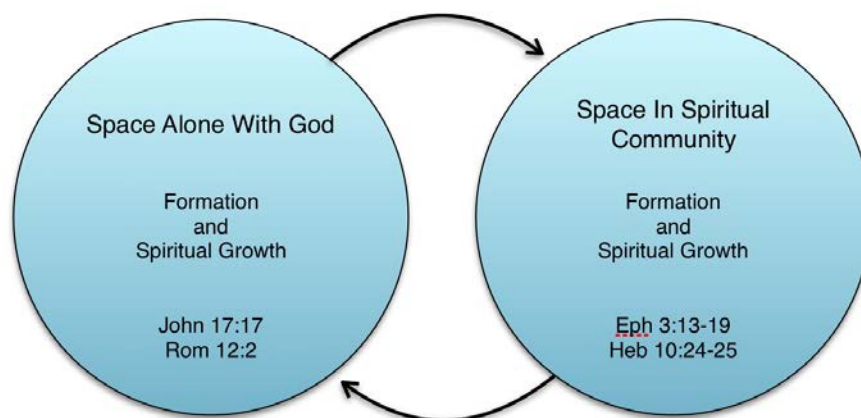 Space Alone With God
Formation
and
Spiritual Growth
John 17:17
Rom 12:2
Space In Spiritual
Community
Formation
and
Spiritual Growth
Eph 3:13-19
Heb 10:24-25